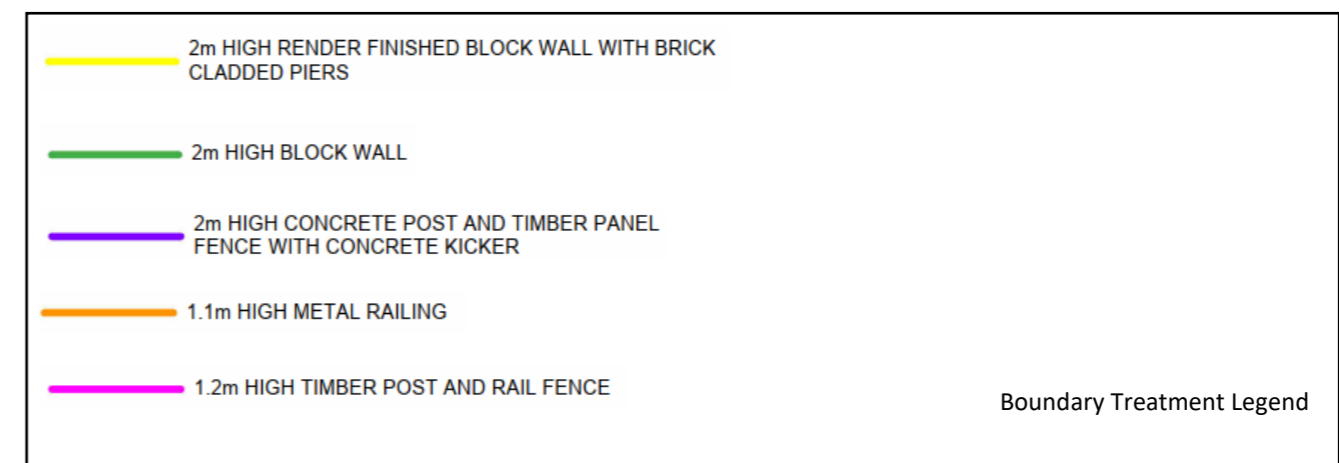 2m HIGH RENDER FINISHED BLOCK WALL WITH BRICK
CLADDED PIERS
2m HIGH BLOCK WALL
2m HIGH CONCRETE POST AND TIMBER PANEL
FENCE WITH CONCRETE KICKER
1.1m HIGH METAL RAILING
1.2m HIGH TIMBER POST AND RAIL FENCE
Boundary Treatment Legend